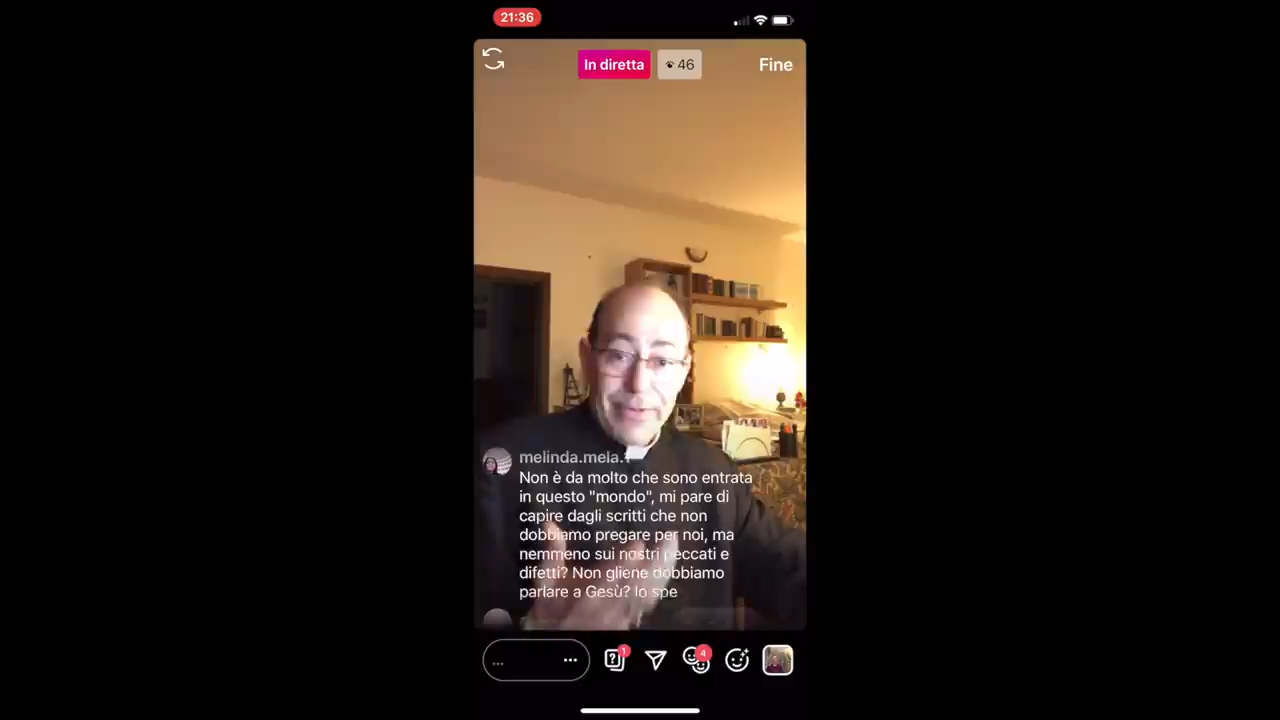 21:36
In diretta
46
Fine
melinda.mela.
Non è da molto che sono entrata
in questo "mondo", mi pare di
capire dagli scritti che non
dobbiamo pregare per noi, ma
nemmeno sui nostri peccati e
difetti? Non gliene dobbiamo
parlare a Gesù? Io spe
...
1
4